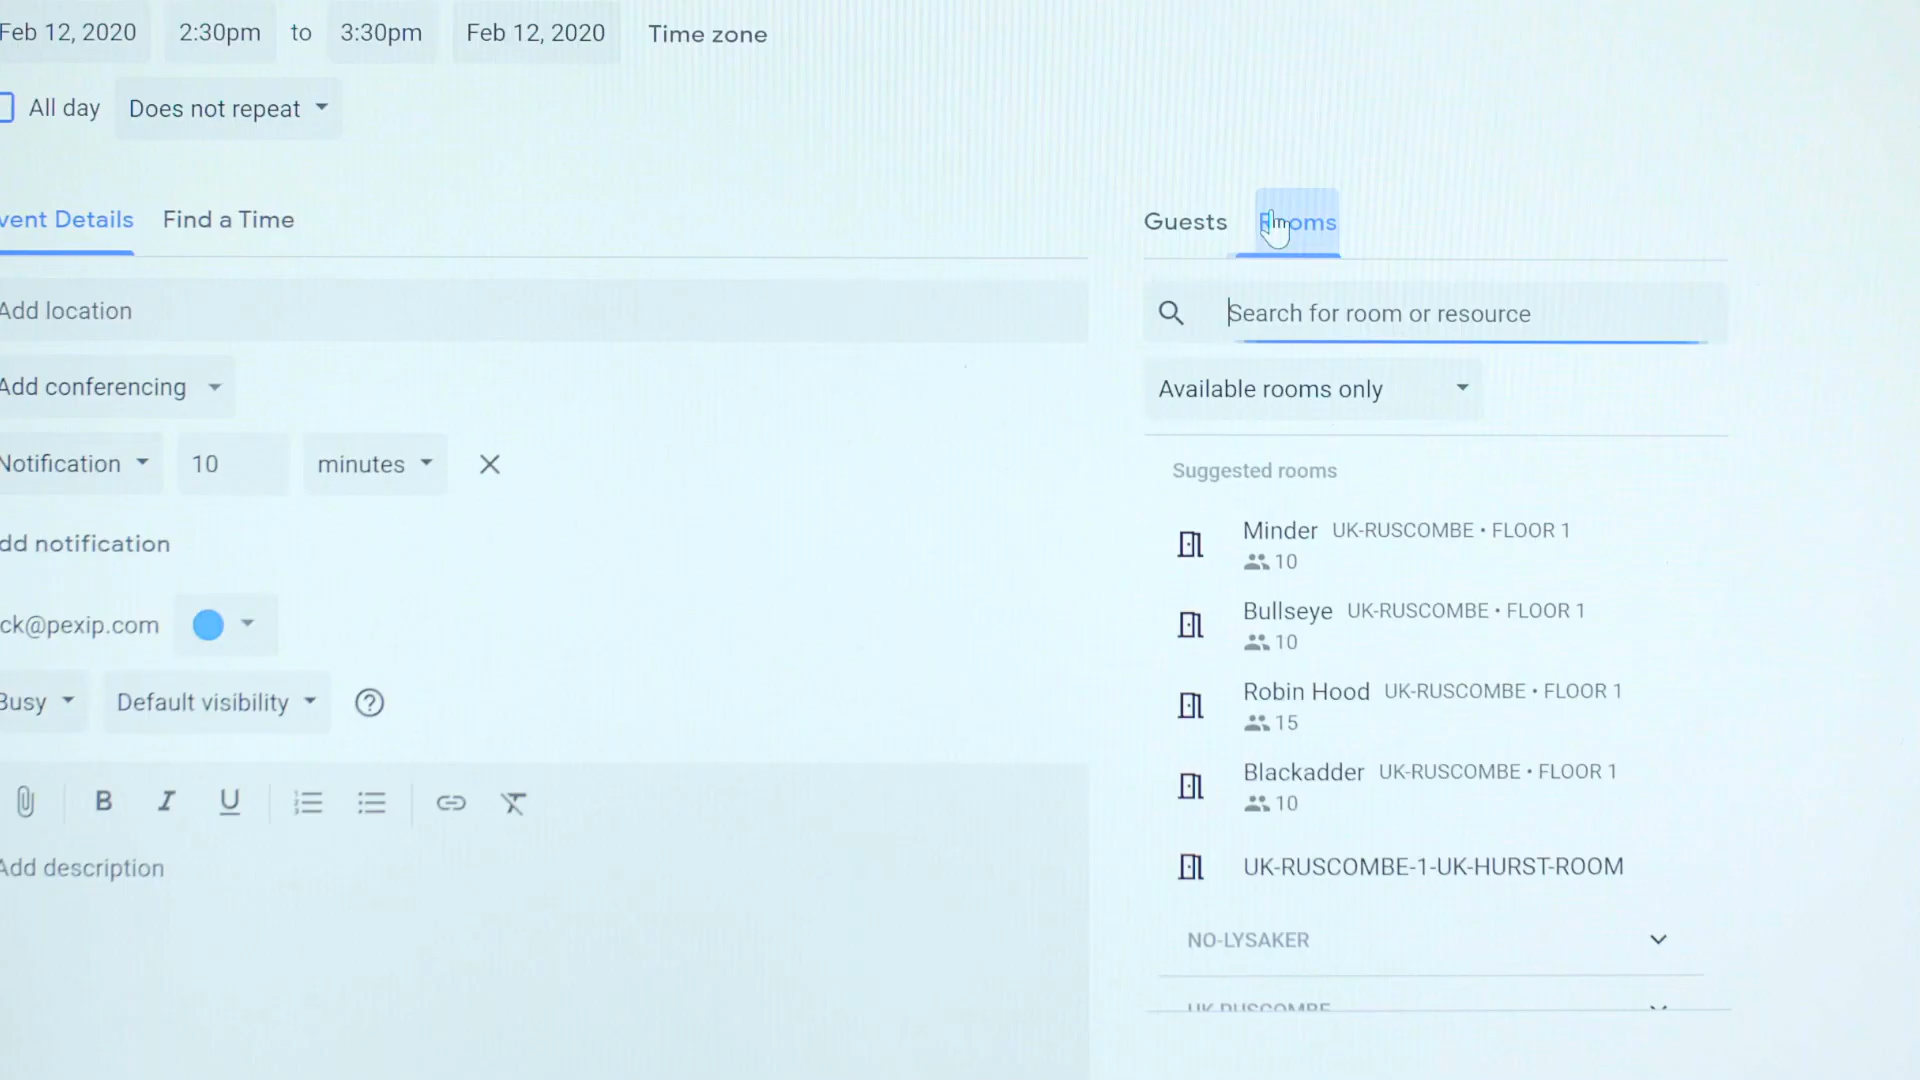 Feb 12, 2020 2:30pm to 3:30pm Feb 12, 2020 Time zone
All day Does not repeat
vent Details Find a Time
Guests Rooms
Add location
Search for room or resource
Add conferencing
Available rooms only
Notification 10 minutes
Suggested rooms
dd notification
Minder UK-RUSCOMBE • FLOOR 1
10
ck@pexip.com
Bullseye UK-RUSCOMBE • FLOOR 1
10
Busy Default visibility
Robin Hood UK-RUSCOMBE • FLOOR 1
15
B I U
Blackadder UK-RUSCOMBE • FLOOR 1
10
Add description
UK-RUSCOMBE-1-UK-HURST-ROOM
NO-LYSAKER
UK-RUSCOMBE